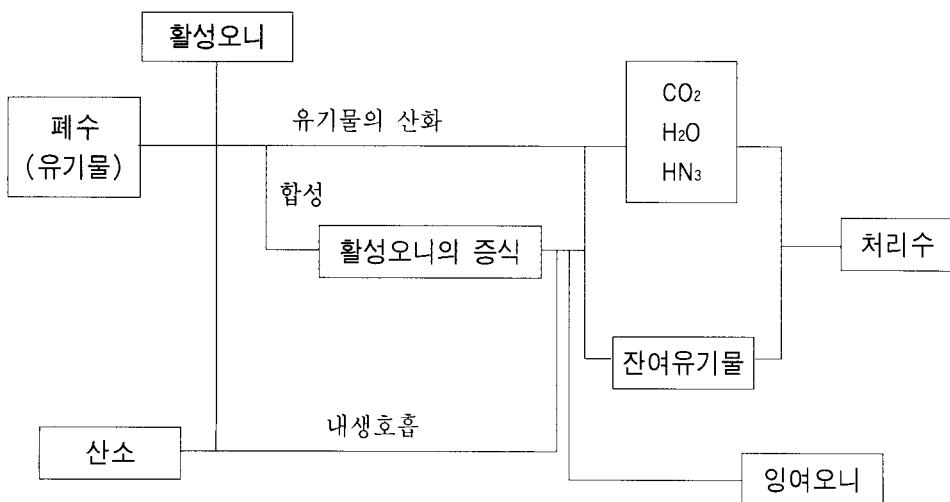 활성오니
폐수
(유기물)
유기물의 산화
CO₂
H₂O
HN₃
합성
활성오니의 증식
처리수
잔여유기물
내생호흡
산소
잉여오니